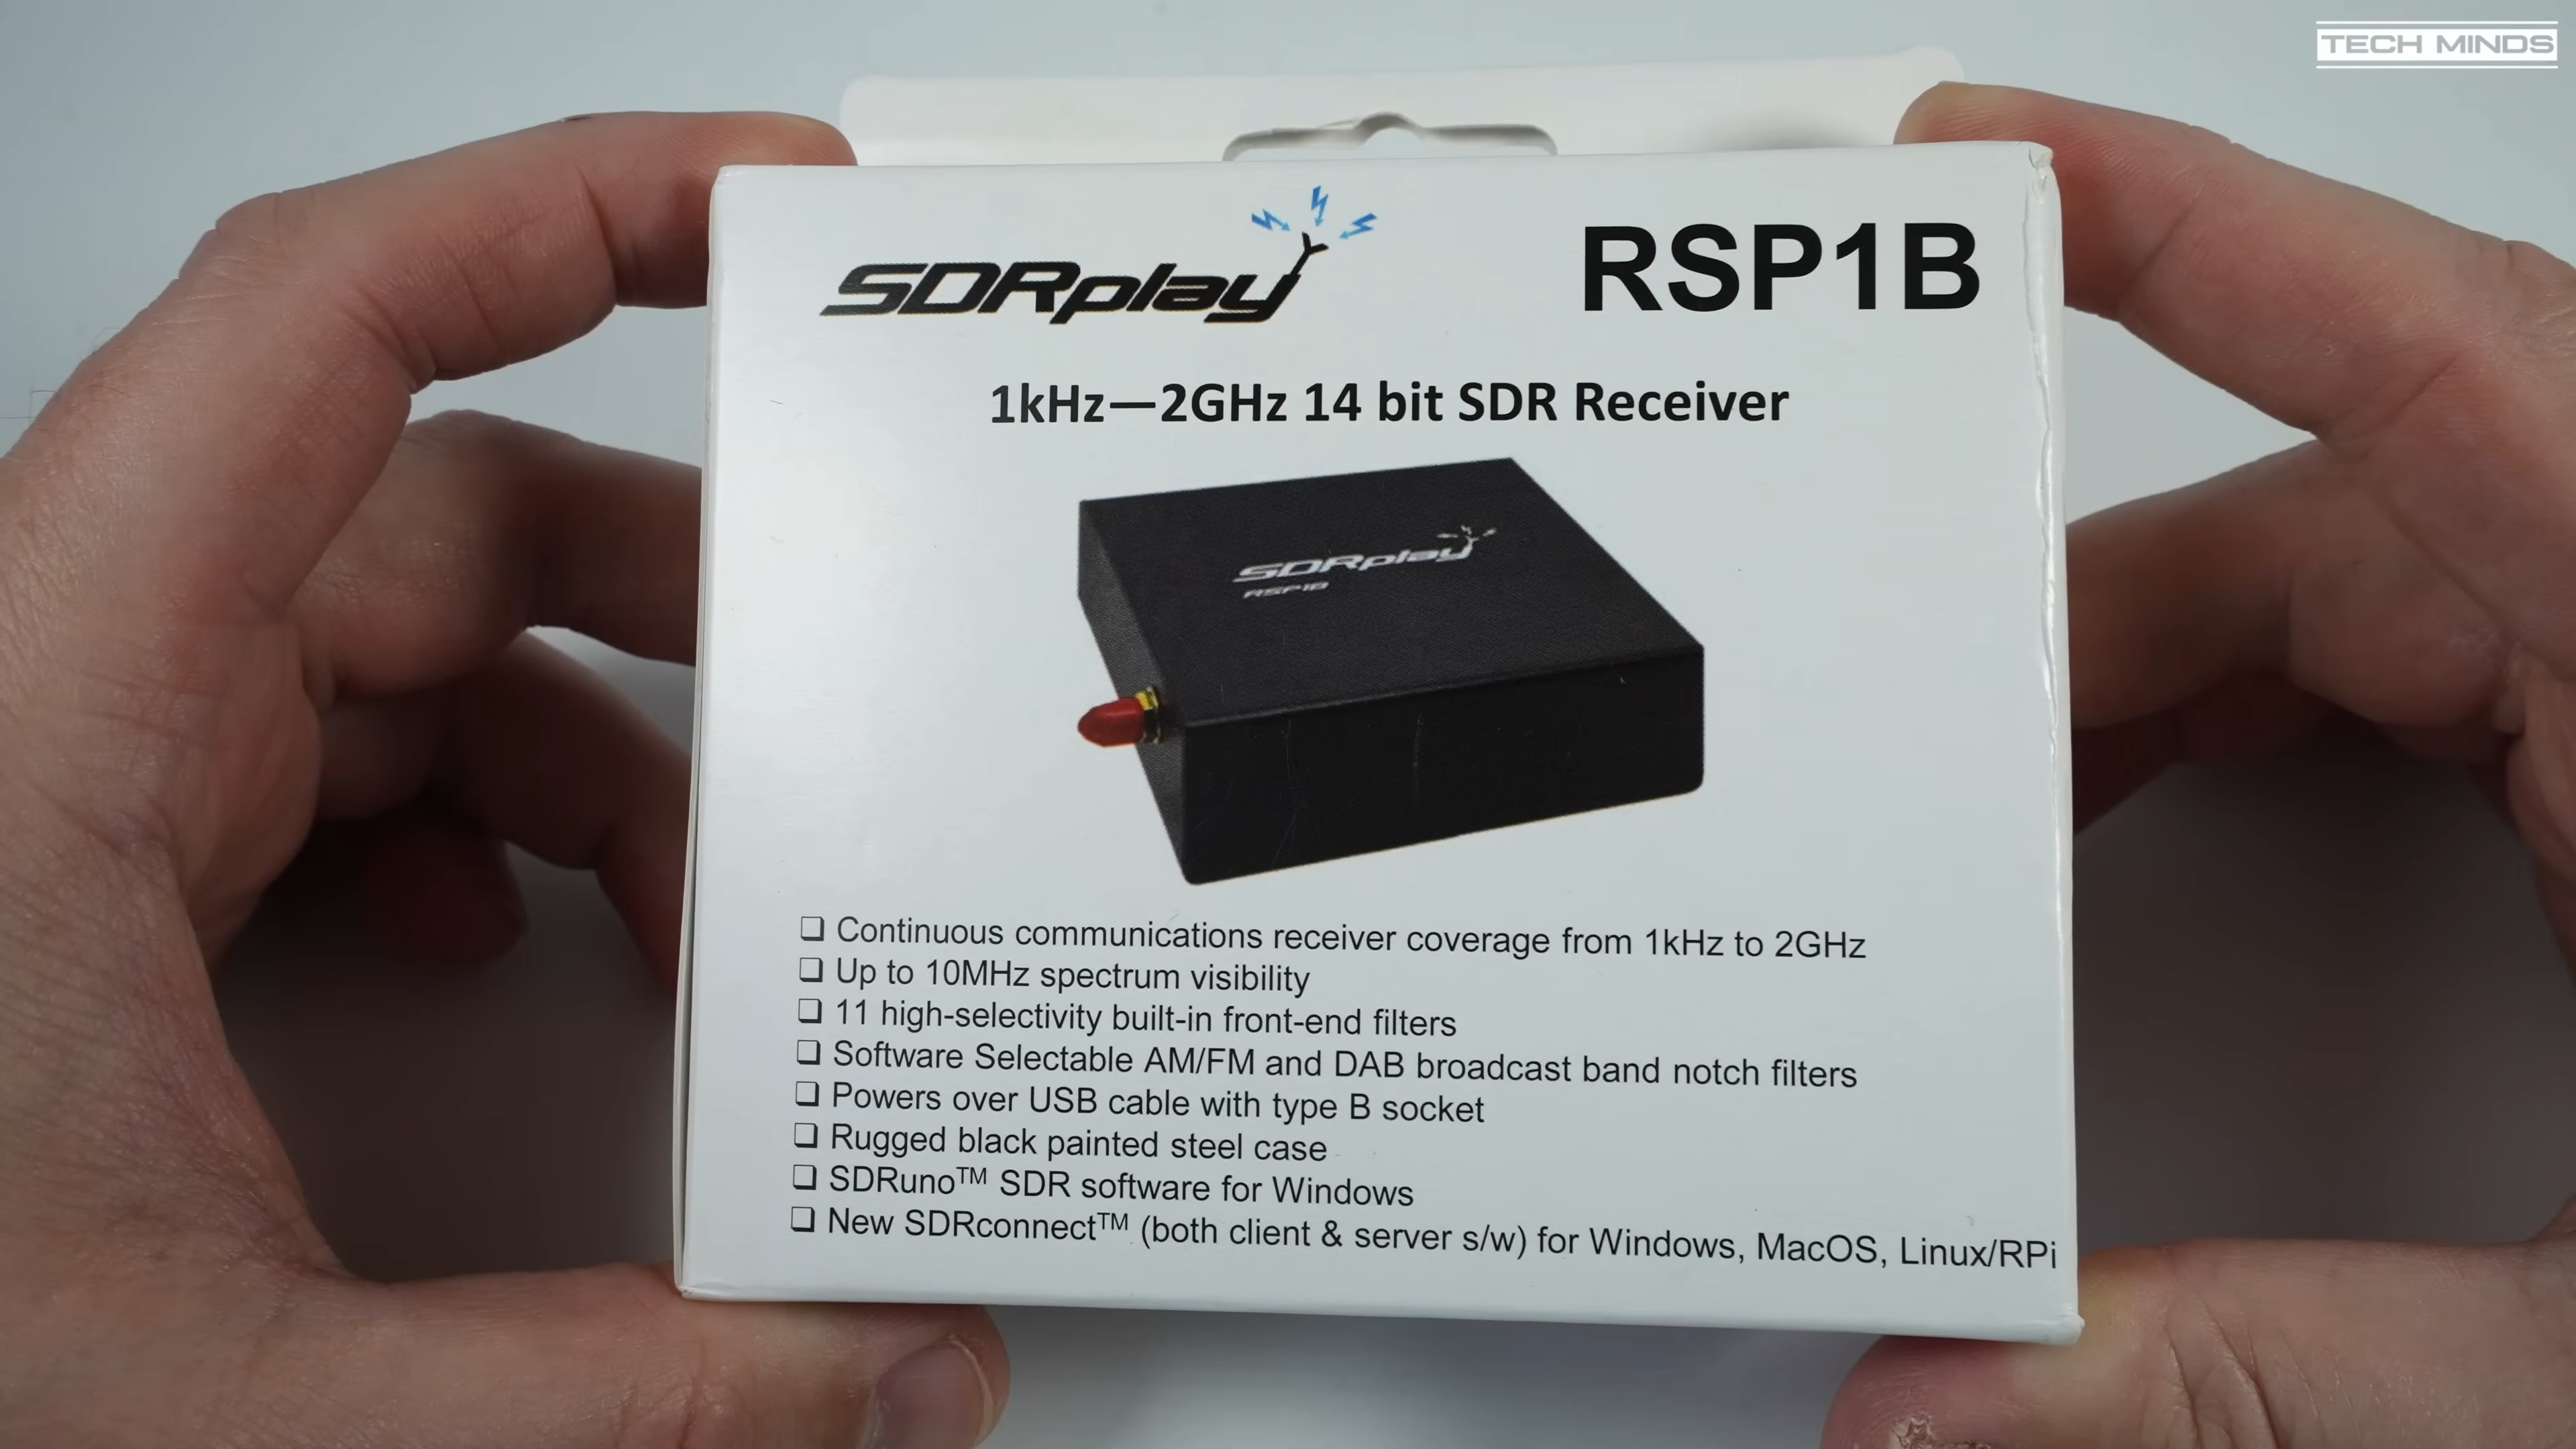 TECH MINDS
SDRplay
RSP1B
1kHz—2GHz 14 bit SDR Receiver
SDRplay
RSP1B
❏ Continuous communications receiver coverage from 1kHz to 2GHz
❏ Up to 10MHz spectrum visibility
❏ 11 high-selectivity built-in front-end filters
❏ Software Selectable AM/FM and DAB broadcast band notch filters
❏ Powers over USB cable with type B socket
❏ Rugged black painted steel case
❏ SDRuno™ SDR software for Windows
❏ New SDRconnect™ (both client & server s/w) for Windows, MacOS, Linux/RPi